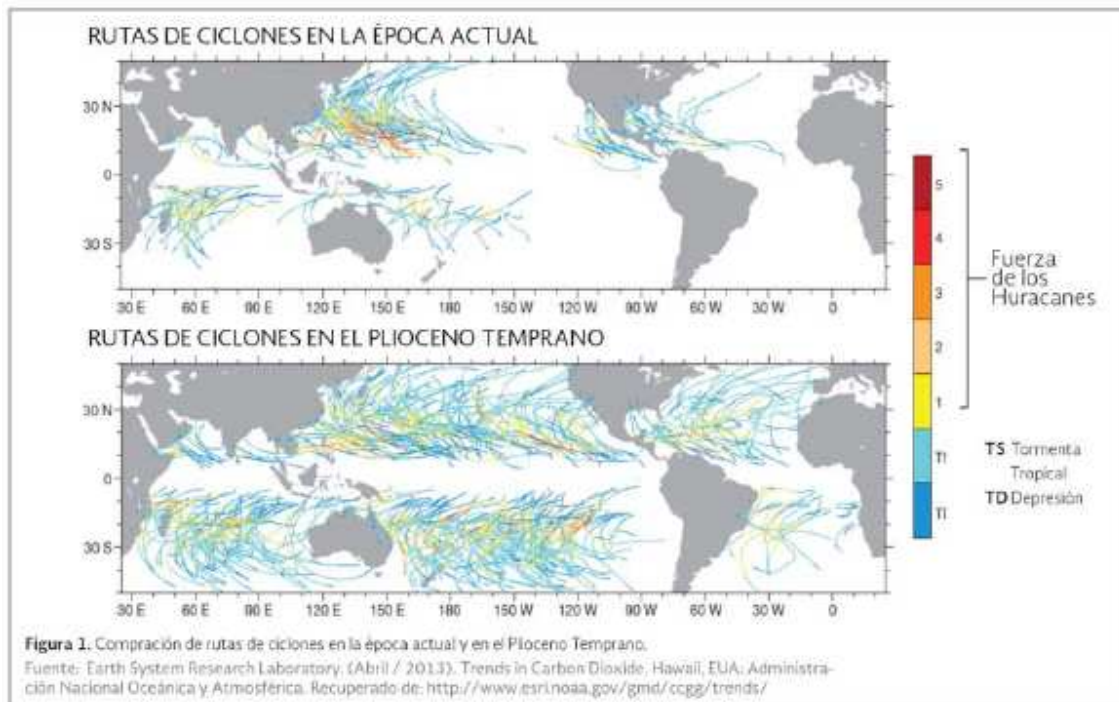 RUTAS DE CICLONES EN LA ÉPOCA ACTUAL
30 N
0
30 S
30 E 60 E 90 E 120 E 150 E 180 150 W 120 W 90 W 60 W 30 W 0
RUTAS DE CICLONES EN EL PLIOCENO TEMPRANO
30 N
0
30 S
30 E 60 E 90 E 120 E 150 E 180 150 W 120 W 90 W 60 W 30 W 0
5
4
3
2
1
Fuerza
de los
Huracanes
TS Tormenta
Tropical
TD Depresión
Figura 1. Compración de rutas de ciclones en la época actual y en el Plioceno Temprano.
Fuente: Earth System Research Laboratory. (Abril / 2013). Trends in Carbon Dioxide. Hawaii, EUA: Administra-
ción Nacional Oceánica y Atmosférica. Recuperado de: http://www.esrl.noaa.gov/gmd/ccgg/trends/